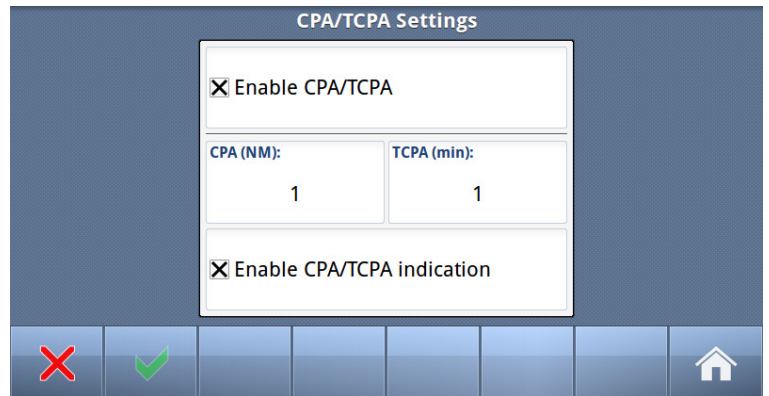 CPA/TCPA Settings
Enable CPA/TCPA
CPA (NM): TCPA (min):
1 1
Enable CPA/TCPA indication